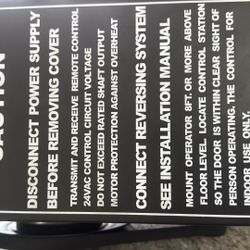 CAUTION
DISCONNECT POWER SUPPLY
BEFORE REMOVING COVER
TRANSMIT AND RECEIVE REMOTE CONTROL
24VAC CONTROL CIRCUIT VOLTAGE
DO NOT EXCEED RATED SHAFT OUTPUT
MOTOR PROTECTION AGAINST OVERHEAT
CONNECT REVERSING SYSTEM
SEE INSTALLATION MANUAL
MOUNT OPERATOR 8FT. OR MORE ABOVE
FLOOR LEVEL. LOCATE CONTROL STATION
SO THE DOOR IS WITHIN CLEAR SIGHT OF
PERSON OPERATING. THE CONTROL, FOR
INDOOR USE ONLY.